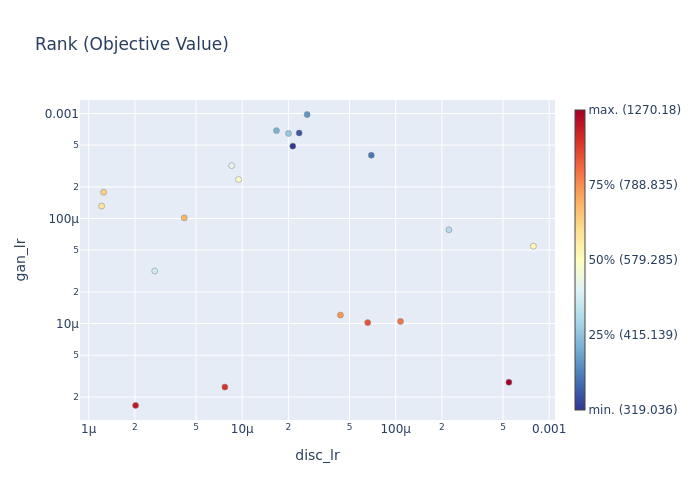 Rank (Objective Value)
0.001
5
2
100μ
5
2
10μ
5
2
gan_lr
1μ
2
5
10μ
2
5
100μ
2
5
0.001
disc_lr
max. (1270.18)
75% (788.835)
50% (579.285)
25% (415.139)
min. (319.036)